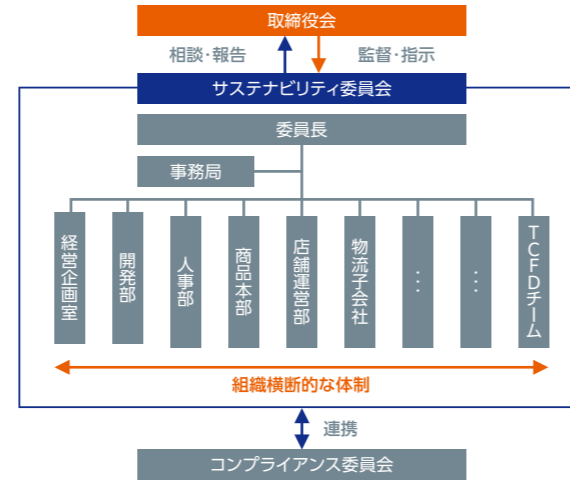 取締役会
相談・報告
監督・指示
サステナビリティ委員会
委員長
事務局
経営企画室
開発部
人事部
商品本部
店舗運営部
物流子会社
…
…
TCFDチーム
組織横断的な体制
連携
コンプライアンス委員会